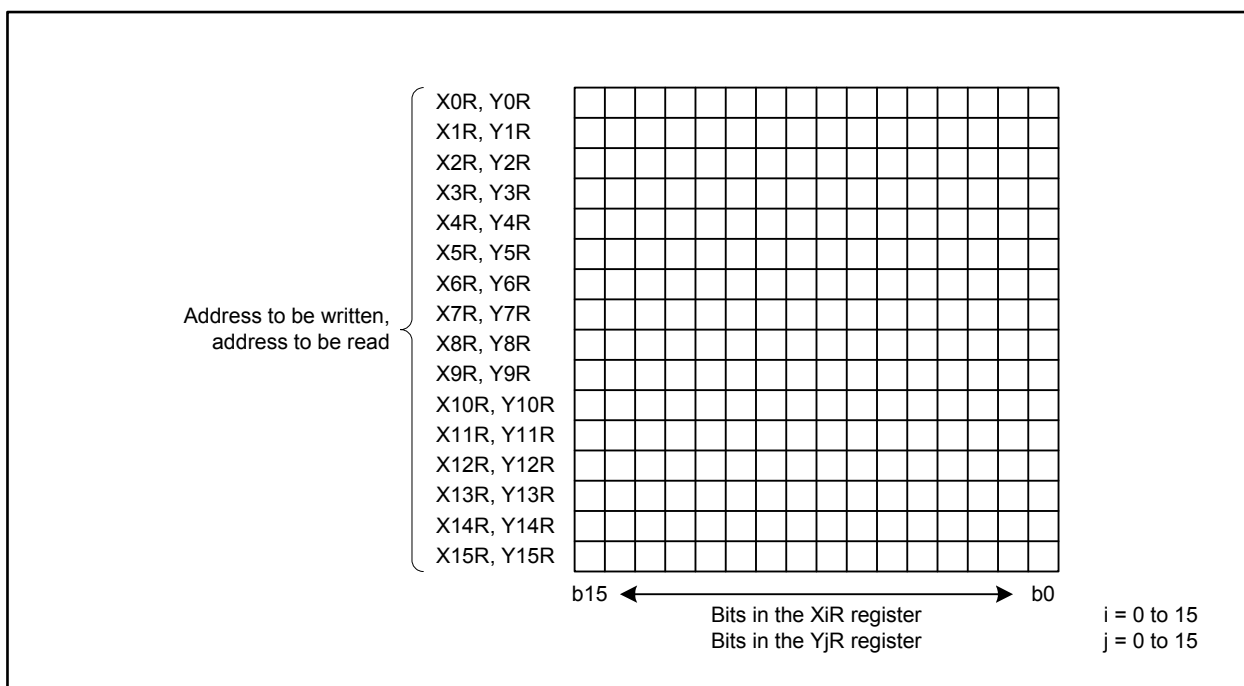 X0R, Y0R
X1R, Y1R
X2R, Y2R
X3R, Y3R
X4R, Y4R
X5R, Y5R
X6R, Y6R
X7R, Y7R
X8R, Y8R
X9R, Y9R
X10R, Y10R
X11R, Y11R
X12R, Y12R
X13R, Y13R
X14R, Y14R
X15R, Y15R
Address to be written,
address to be read
b15 b0
Bits in the XiR register i = 0 to 15
Bits in the YjR register j = 0 to 15